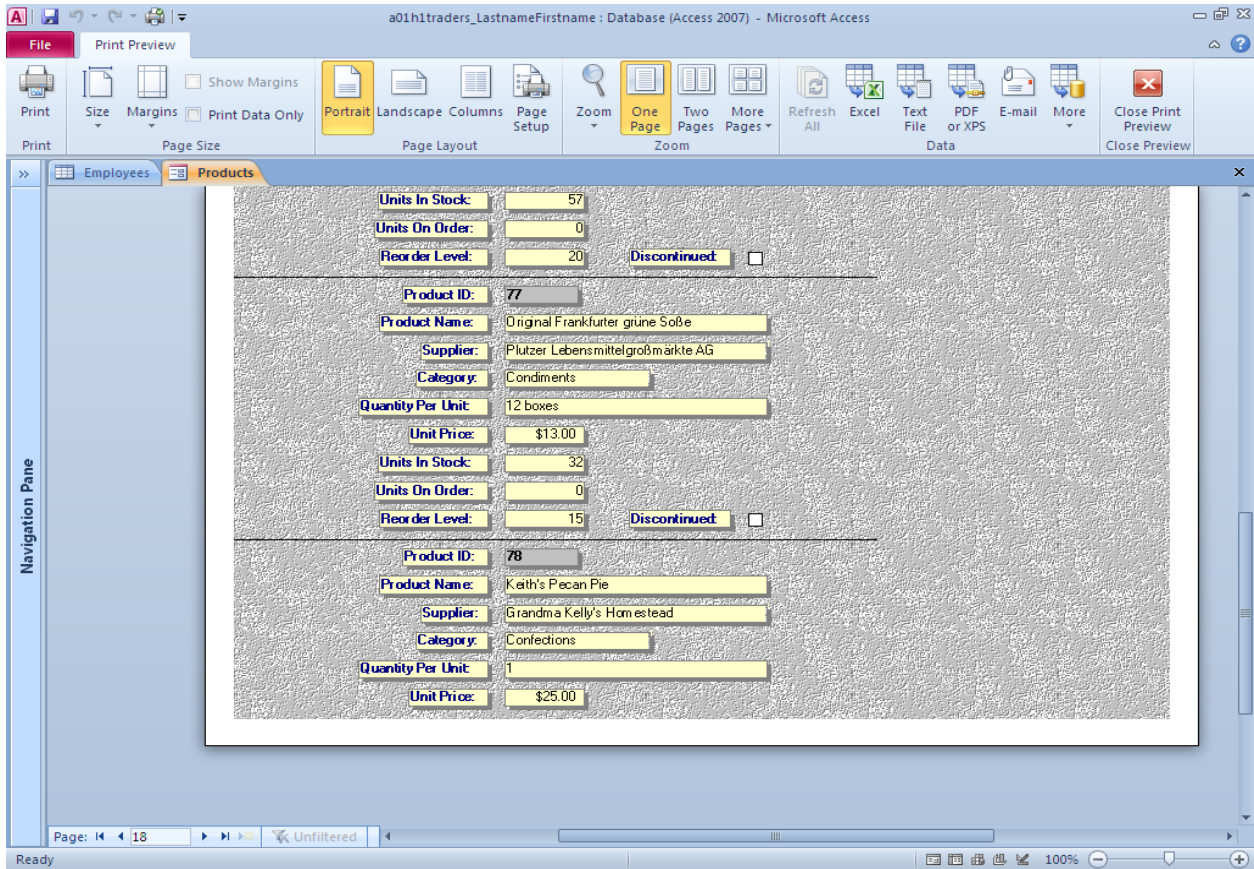 a01h1traders_LastnameFirstname : Database (Access 2007) - Microsoft Access
File Print Preview
Print Size Margins Show Margins Print Data Only Portrait Landscape Columns Page Setup Zoom One Page Two Pages More Pages Refresh All Excel Text File PDF or XPS E-mail More Close Print Preview
Print Page Size Page Layout Zoom Data Close Preview
Employees Products
Navigation Pane
Units In Stock: 57
Units On Order: 0
Reorder Level: 20 Discontinued:
Product ID: 77
Product Name: Original Frankfurter grüne Soße
Supplier: Plutzer Lebensmittelgroßmärkte AG
Category: Condiments
Quantity Per Unit: 12 boxes
Unit Price: $13.00
Units In Stock: 32
Units On Order: 0
Reorder Level: 15 Discontinued:
Product ID: 78
Product Name: Keith's Pecan Pie
Supplier: Grandma Kelly's Homestead
Category: Confections
Quantity Per Unit: 1
Unit Price: $25.00
Page: 18 Unfiltered
Ready 100%